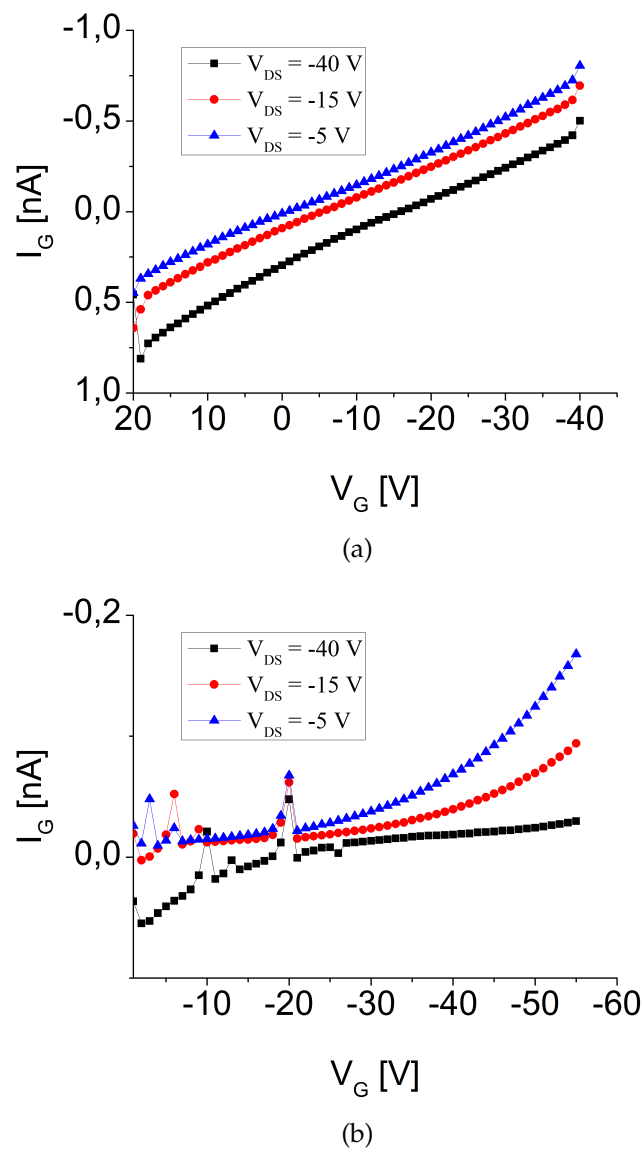 -1,0
-0,5
0,0
0,5
1,0
I_G [nA]
V_DS = -40 V
V_DS = -15 V
V_DS = -5 V
20 10 0 -10 -20 -30 -40
V_G [V]
(a)
-0,2
-0,1
0,0
I_G [nA]
V_DS = -40 V
V_DS = -15 V
V_DS = -5 V
-10 -20 -30 -40 -50 -60
V_G [V]
(b)